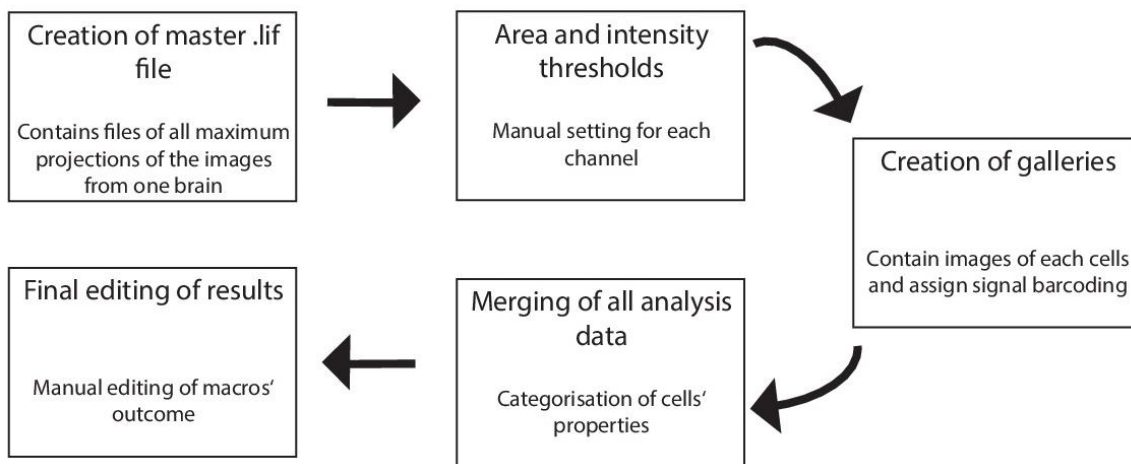 Creation of master .lif
file
Contains files of all maximum
projections of the images
from one brain
Area and intensity
thresholds
Manual setting for each
channel
Creation of galleries
Contain images of each cells
and assign signal barcoding
Merging of all analysis
data
Categorisation of cells‘
properties
Final editing of results
Manual editing of macros‘
outcome